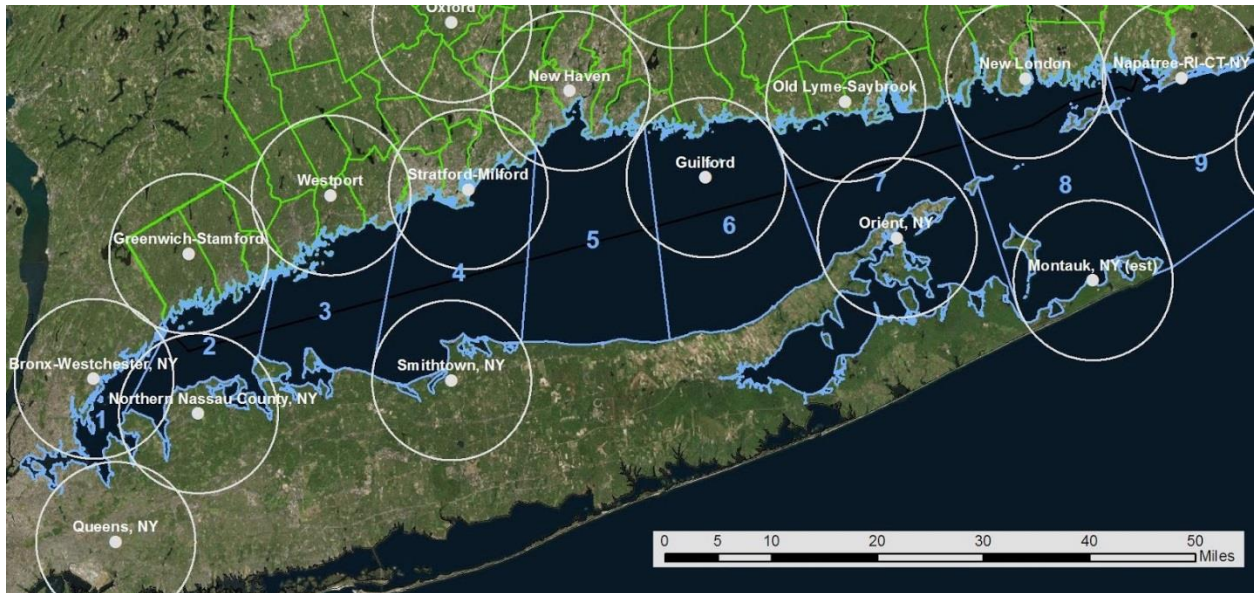 Oxford
New Haven
New London
Napatree-RI-CT-NY
Old Lyme-Saybrook
Guilford
Westport
Stratford-Milford
Greenwich-Stamford
9
8
7
6
5
4
3
2
1
Orient, NY
Montauk, NY (est)
Smithtown, NY
Bronx-Westchester, NY
Northern Nassau County, NY
Queens, NY
0 5 10 20 30 40 50
Miles